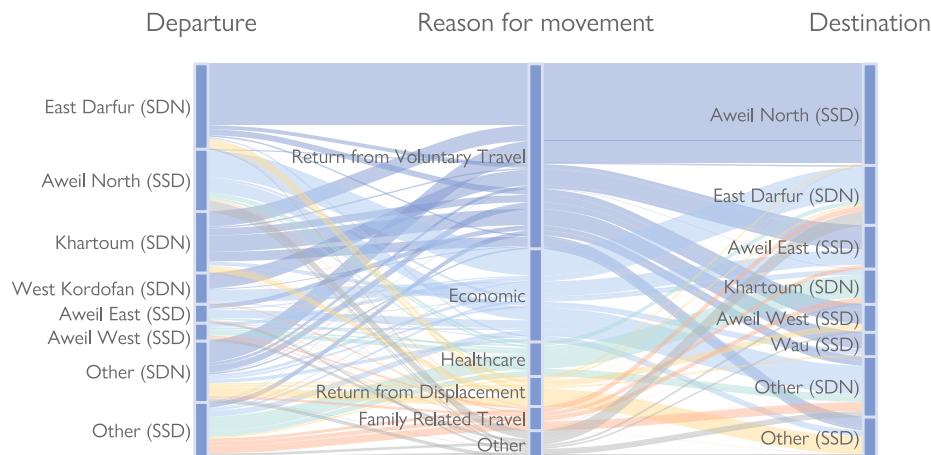 Departure
Reason for movement
Destination
East Darfur (SDN)
Aweil North (SSD)
Khartoum (SDN)
West Kordofan (SDN)
Aweil East (SSD)
Aweil West (SSD)
Other (SDN)
Other (SSD)
Return from Voluntary Travel
Economic
Healthcare
Return from Displacement
Family Related Travel
Other
Aweil North (SSD)
East Darfur (SDN)
Aweil East (SSD)
Khartoum (SDN)
Aweil West (SSD)
Wau (SSD)
Other (SDN)
Other (SSD)